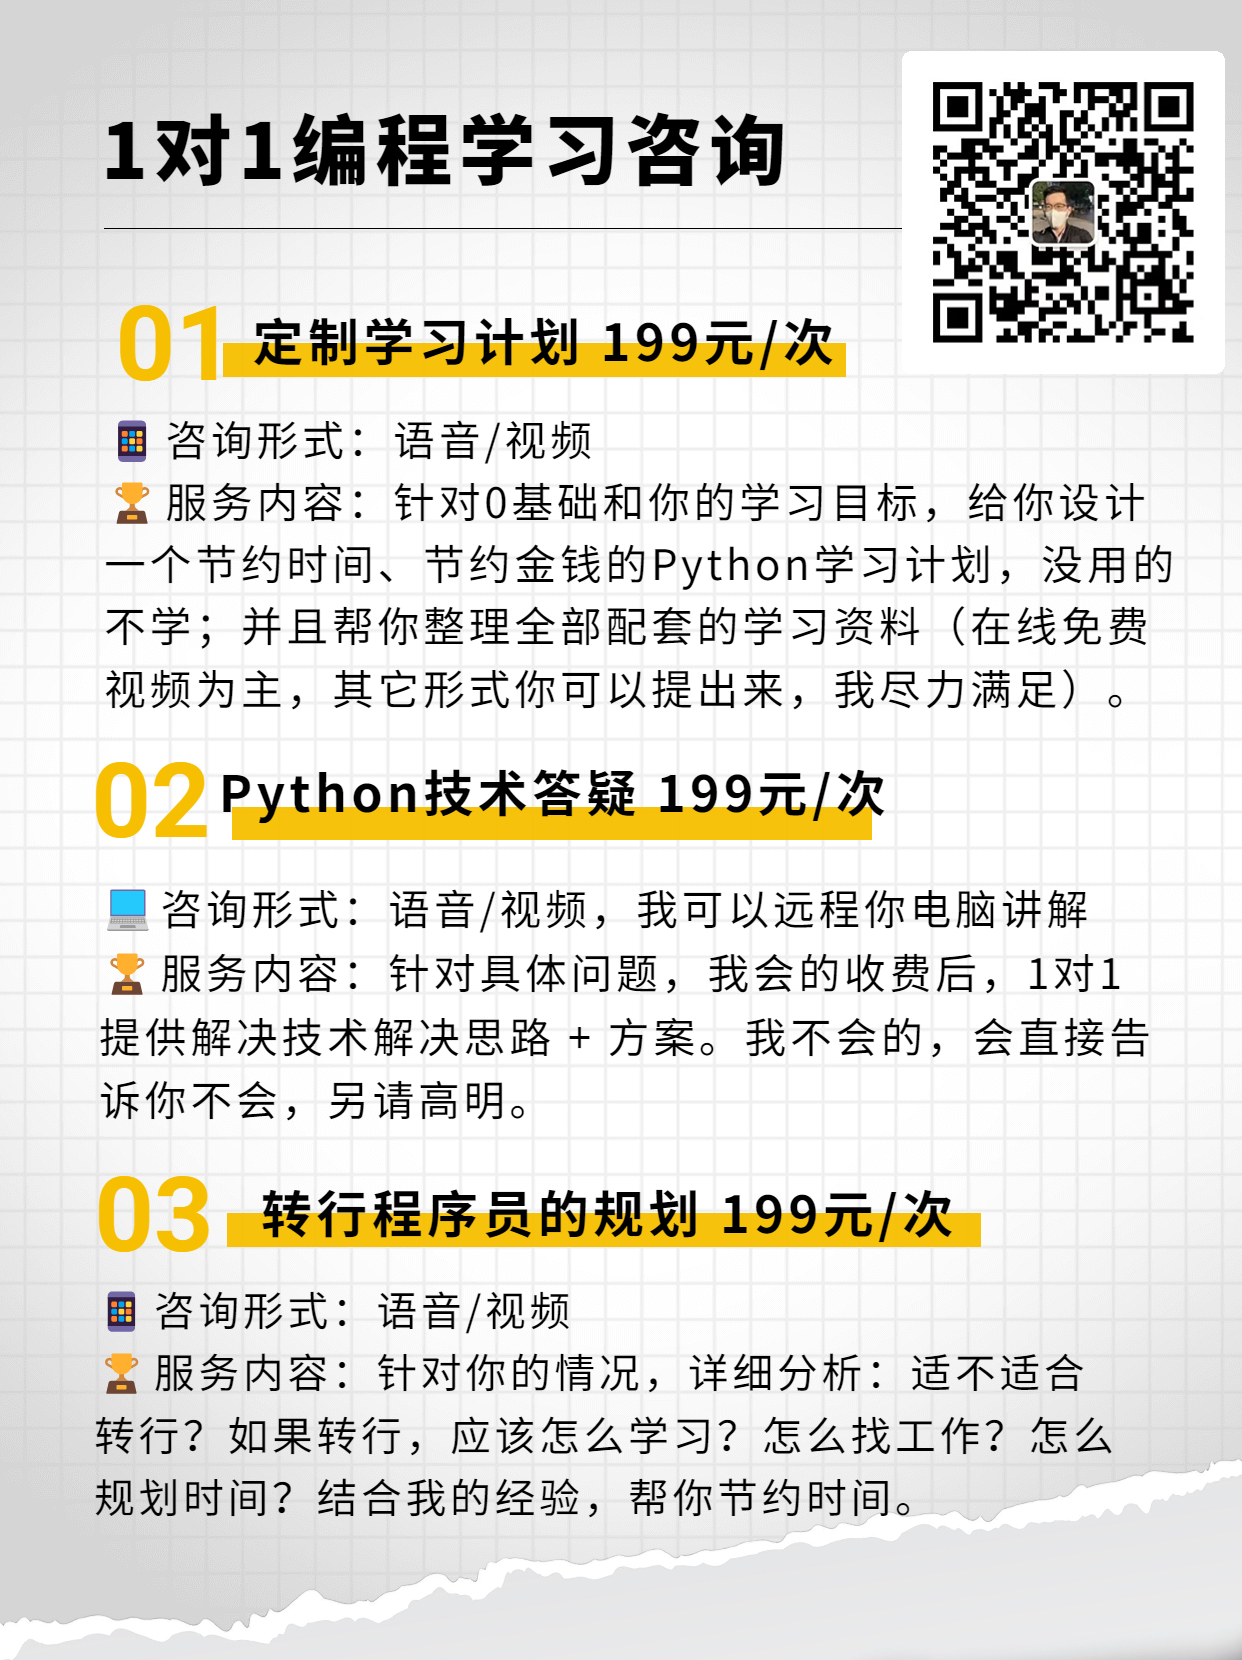 1对1编程学习咨询
01 定制学习计划 199元/次
咨询形式：语音/视频
服务内容：针对0基础和你的学习目标，给你设计
一个节约时间、节约金钱的Python学习计划，没用的
不学；并且帮你整理全部配套的学习资料（在线免费
视频为主，其它形式你可以提出来，我尽力满足）。
02 Python技术答疑 199元/次
咨询形式：语音/视频，我可以远程你电脑讲解
服务内容：针对具体问题，我会的收费后，1对1
提供解决技术解决思路 + 方案。我不会的，会直接告
诉你不会，另请高明。
03 转行程序员的规划 199元/次
咨询形式：语音/视频
服务内容：针对你的情况，详细分析：适不适合
转行？如果转行，应该怎么学习？怎么找工作？怎么
规划时间？结合我的经验，帮你节约时间。